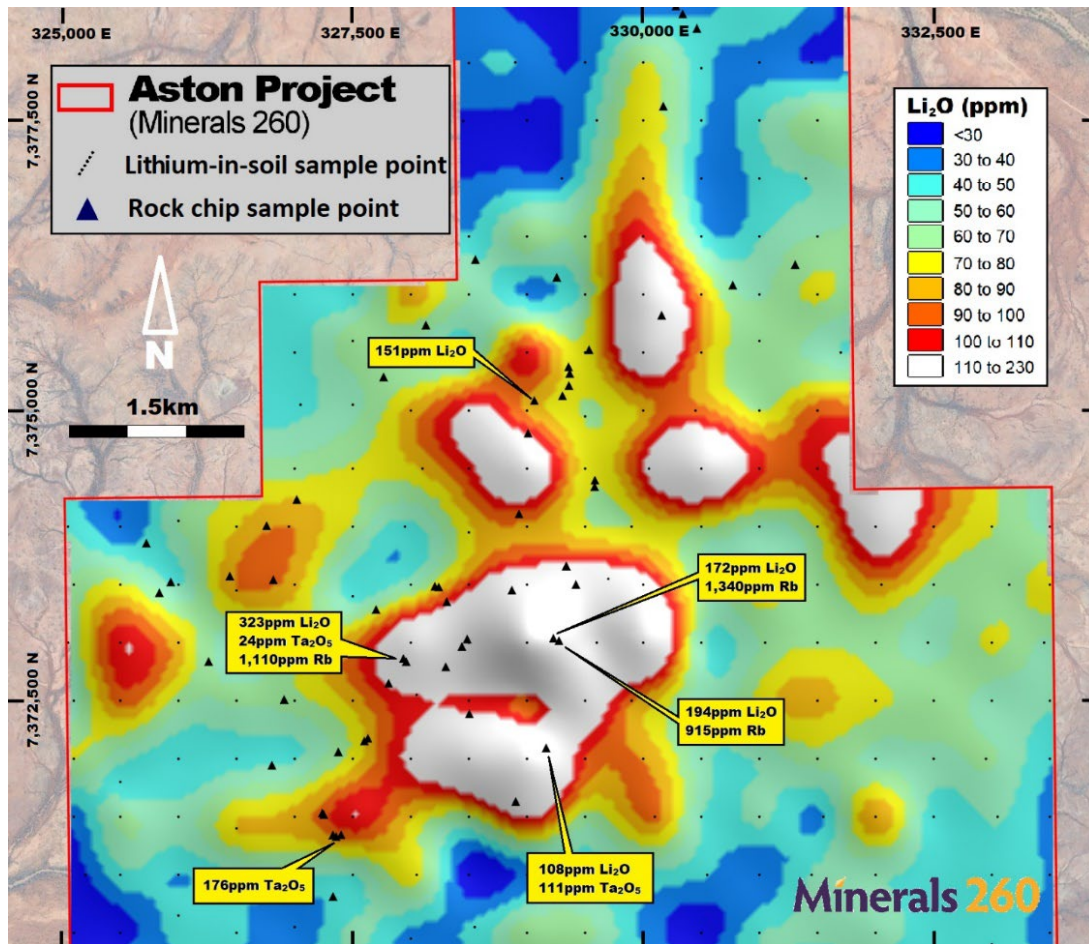 325,000 E
327,500 E
330,000 E
332,500 E
7,377,500 N
7,375,000 N
7,372,500 N
Aston Project
(Minerals 260)
Lithium-in-soil sample point
Rock chip sample point
N
1.5km
Li₂O (ppm)
<30
30 to 40
40 to 50
50 to 60
60 to 70
70 to 80
80 to 90
90 to 100
100 to 110
110 to 230
151ppm Li₂O
172ppm Li₂O
1,340ppm Rb
323ppm Li₂O
24ppm Ta₂O₅
1,110ppm Rb
194ppm Li₂O
915ppm Rb
108ppm Li₂O
111ppm Ta₂O₅
176ppm Ta₂O₅
Minerals 260